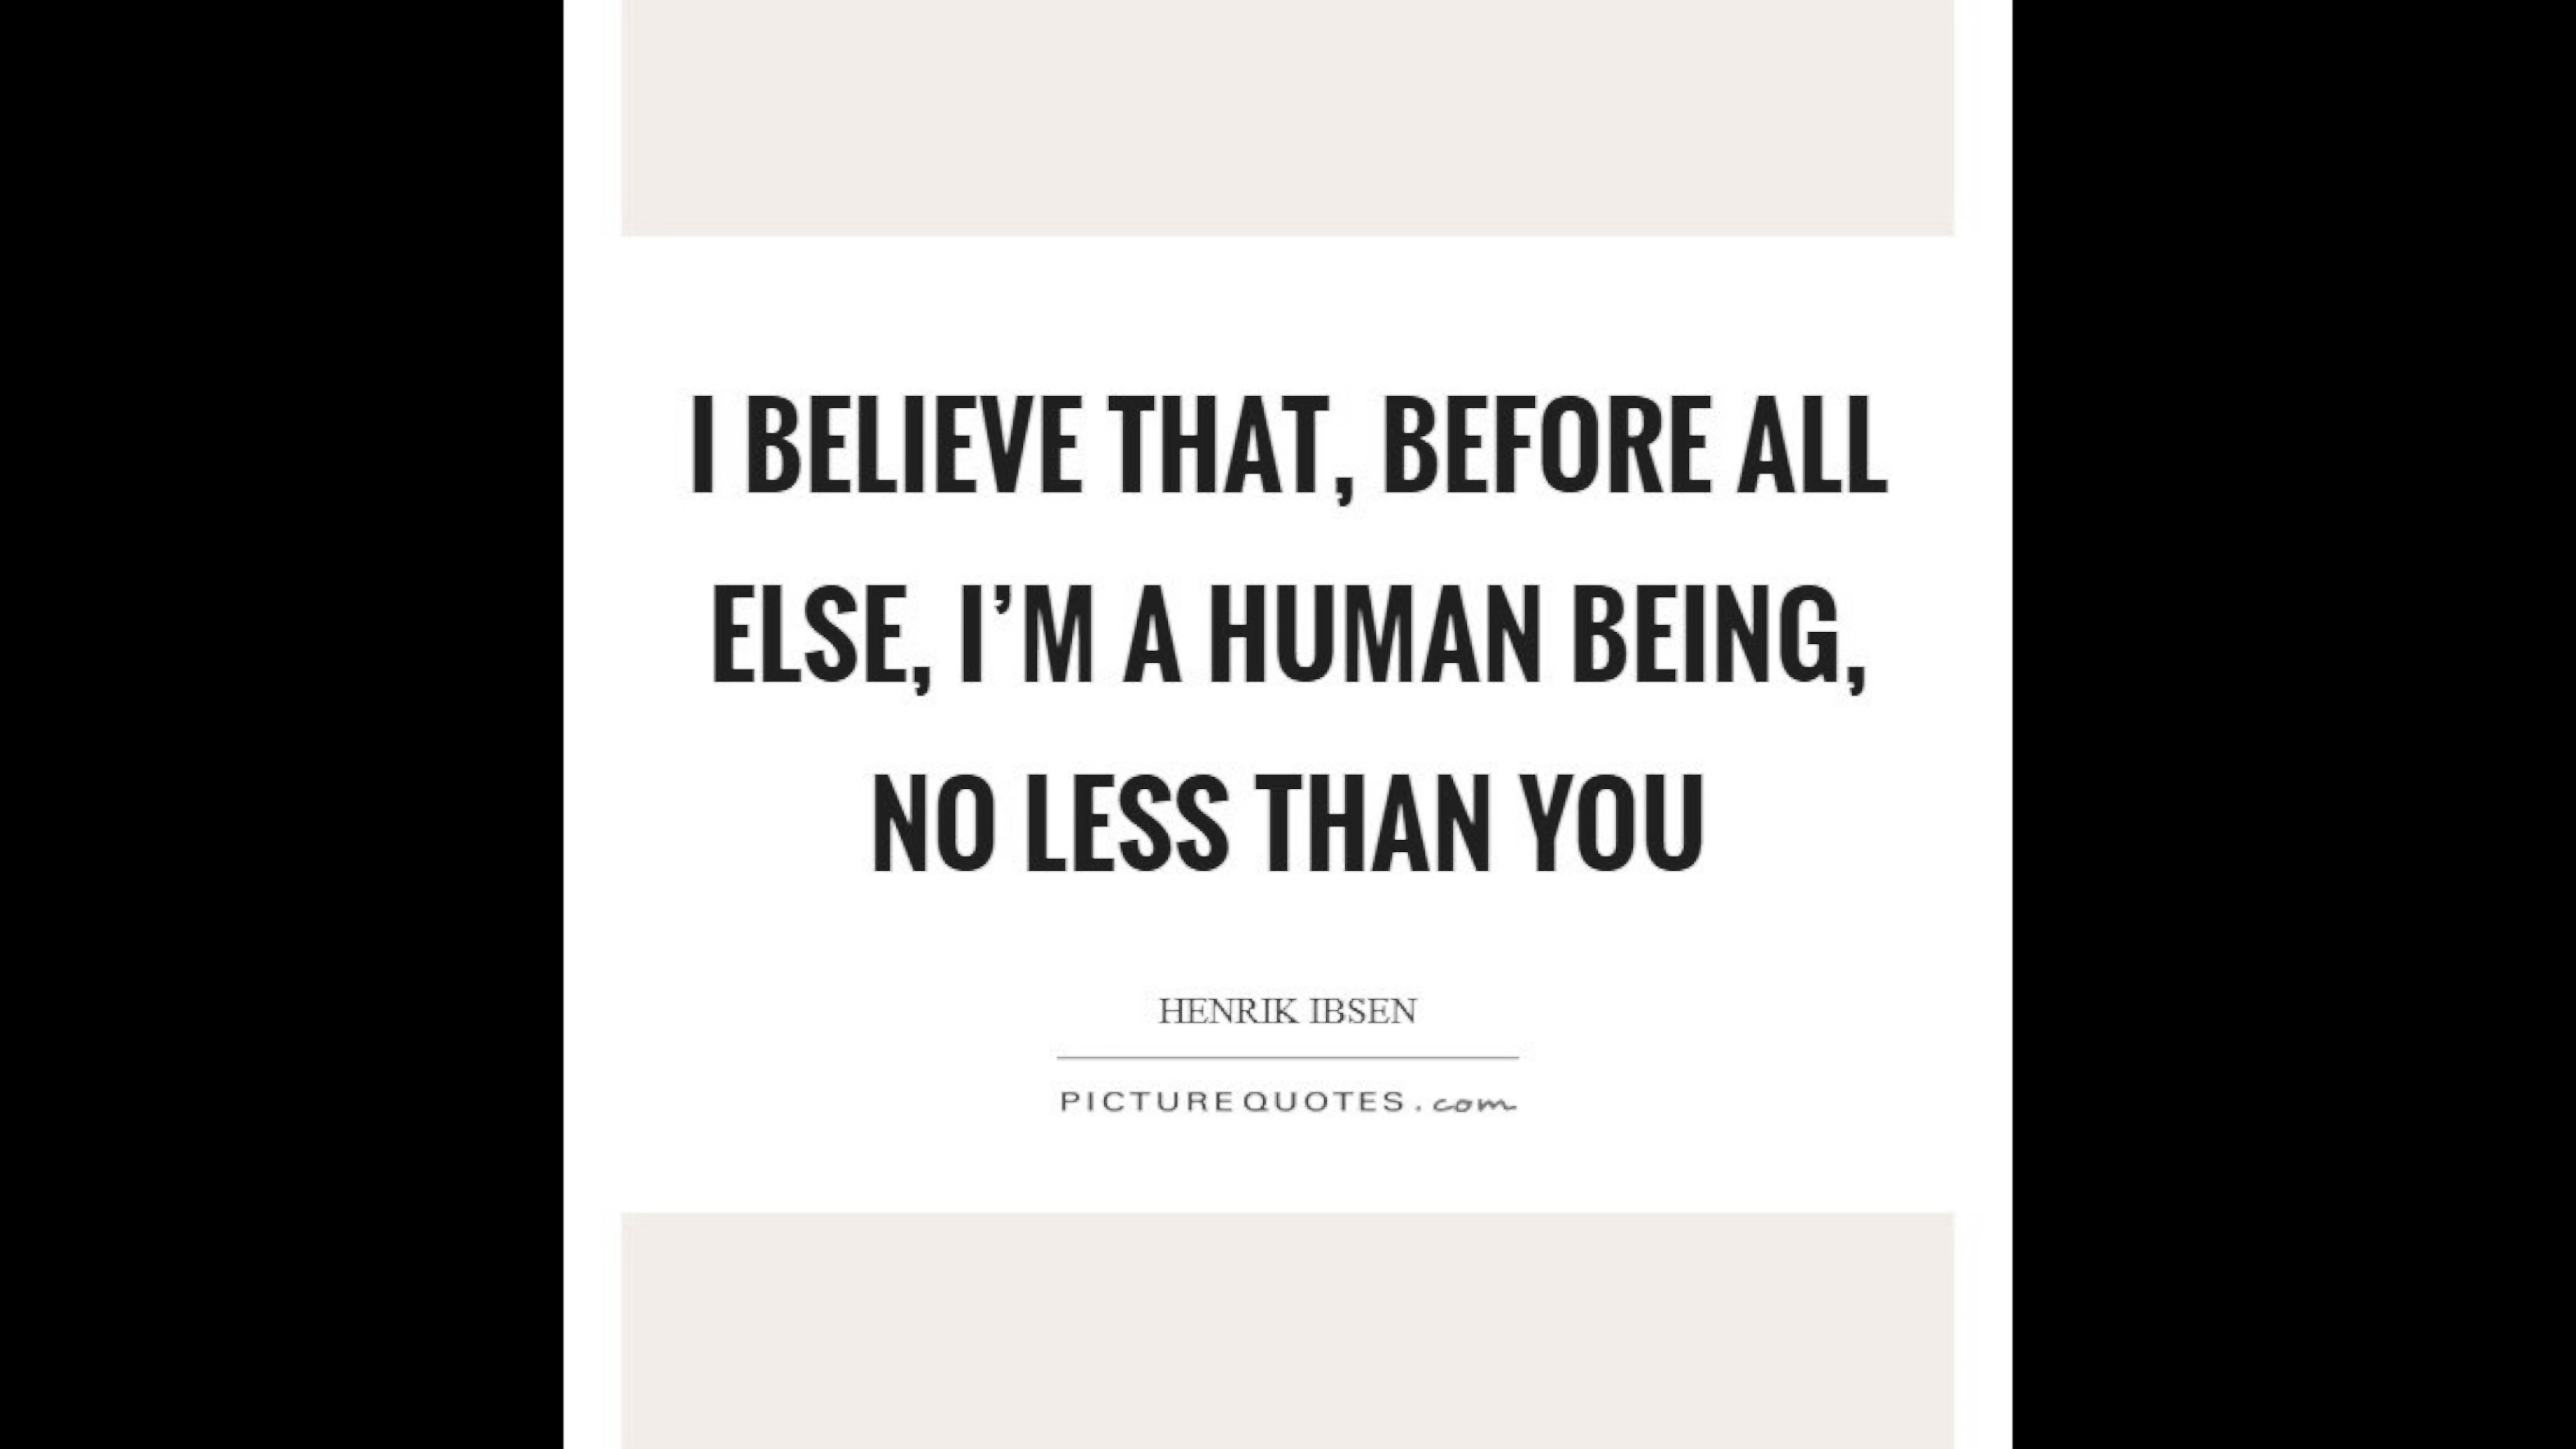 I BELIEVE THAT, BEFORE ALL
ELSE, I’M A HUMAN BEING,
NO LESS THAN YOU
HENRIK IBSEN
PICTUREQUOTES.com